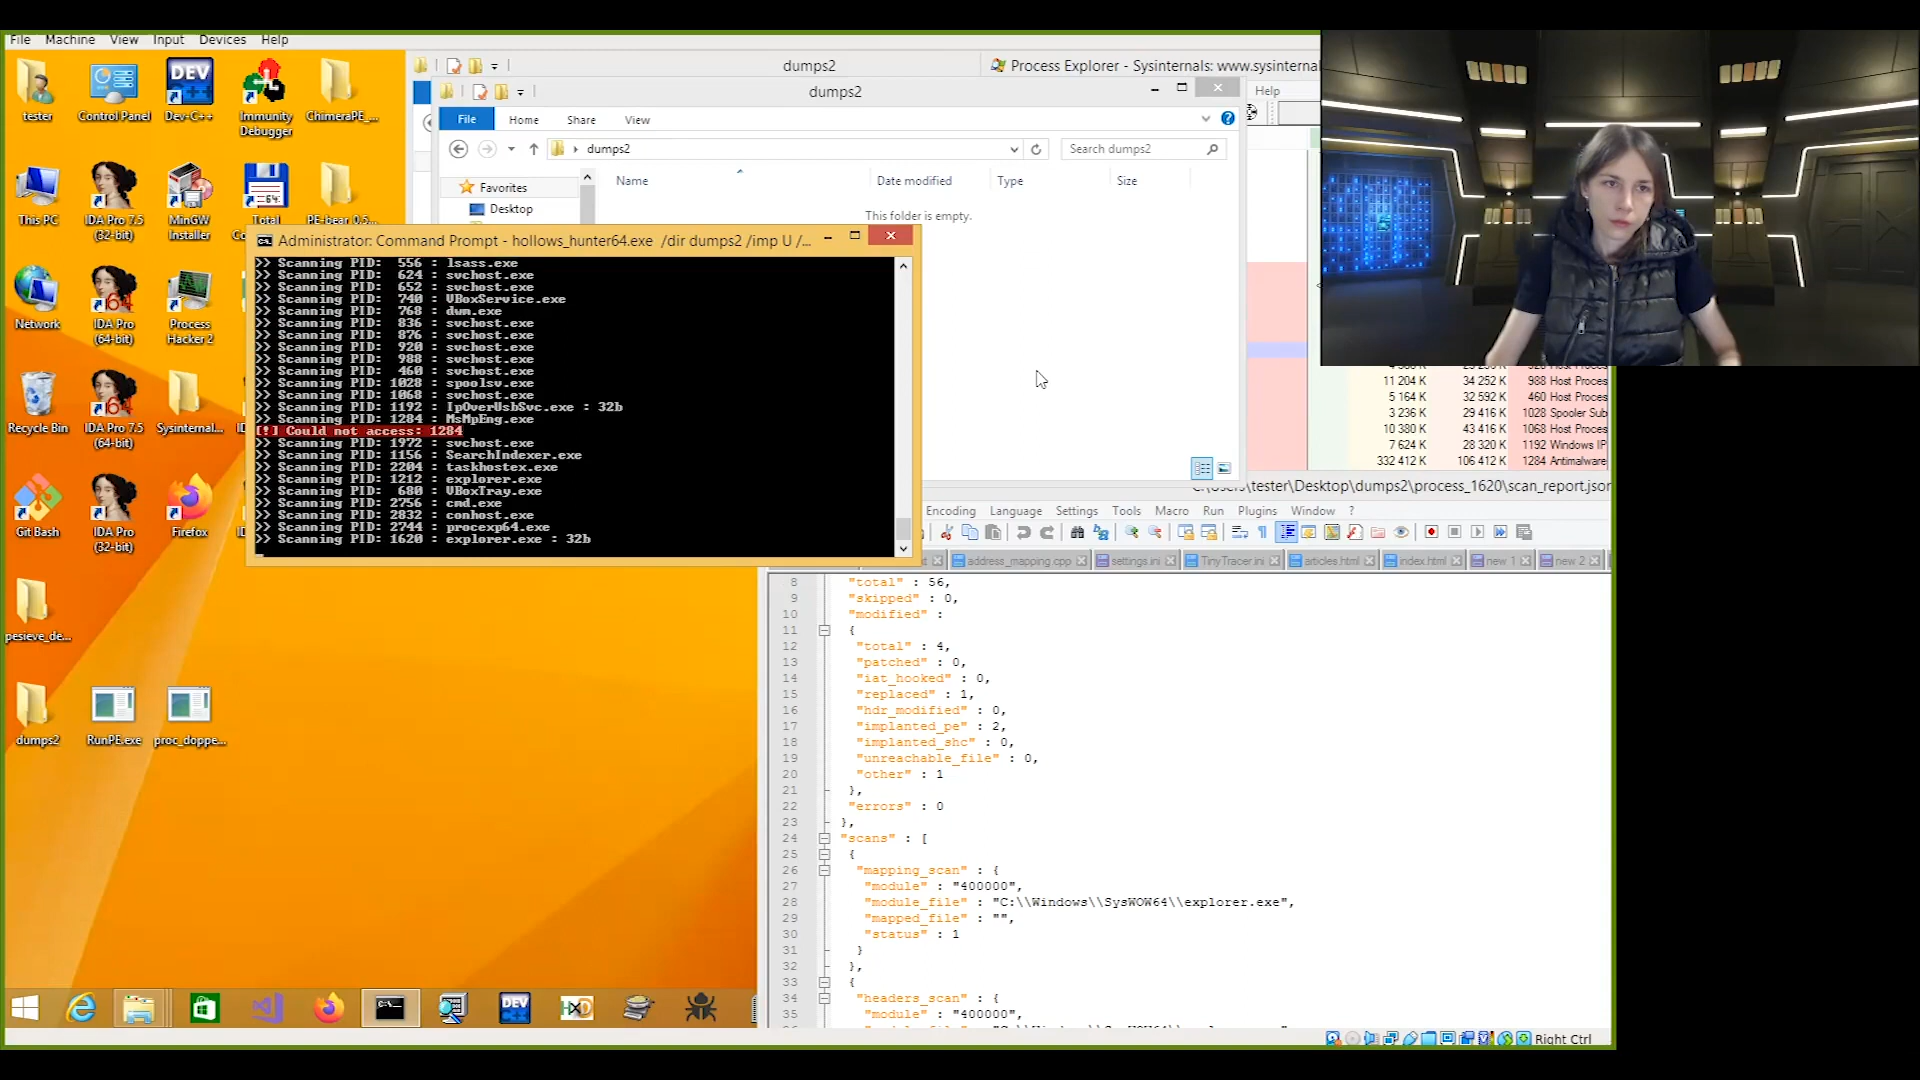 File Machine View Input Devices Help
dumps2
Process Explorer - Sysinternals: www.sysinternal
dumps2
Help
File Home Share View
dumps2
Search dumps2
Favorites
Desktop
Name Date modified Type Size
This folder is empty.
tester
Control Panel
Dev-C++
Immunity Debugger
ChimeraPE_...
This PC
IDA Pro 7.5 (32-bit)
MinGW Installer
Total
PE-bear 0.5...
Network
IDA Pro (64-bit)
Process Hacker 2
Recycle Bin
IDA Pro 7.5 (64-bit)
Sysinternal...
Git Bash
IDA Pro (32-bit)
Firefox
pesieve_de...
dumps2
RunPE.exe
proc_doppe...
Administrator: Command Prompt - hollows_hunter64.exe /dir dumps2 /imp U /...
>> Scanning PID: 556 : lsass.exe
>> Scanning PID: 624 : svchost.exe
>> Scanning PID: 652 : svchost.exe
>> Scanning PID: 740 : VBoxService.exe
>> Scanning PID: 768 : dwm.exe
>> Scanning PID: 836 : svchost.exe
>> Scanning PID: 876 : svchost.exe
>> Scanning PID: 920 : svchost.exe
>> Scanning PID: 988 : svchost.exe
>> Scanning PID: 460 : svchost.exe
>> Scanning PID: 1028 : spoolsv.exe
>> Scanning PID: 1068 : svchost.exe
>> Scanning PID: 1192 : IpOverUsbSvc.exe : 32b
>> Scanning PID: 1284 : MsMpEng.exe
[!] Could not access: 1284
>> Scanning PID: 1972 : svchost.exe
>> Scanning PID: 1156 : SearchIndexer.exe
>> Scanning PID: 2204 : taskhostex.exe
>> Scanning PID: 1212 : explorer.exe
>> Scanning PID: 680 : VBoxTray.exe
>> Scanning PID: 2756 : cmd.exe
>> Scanning PID: 2832 : conhost.exe
>> Scanning PID: 2744 : procexp64.exe
>> Scanning PID: 1620 : explorer.exe : 32b
11 204 K 34 252 K 988 Host Proces
5 164 K 32 592 K 460 Host Proces
3 236 K 29 416 K 1028 Spooler Sub
10 380 K 43 416 K 1068 Host Proces
7 624 K 28 320 K 1192 Windows IP
332 412 K 106 412 K 1284 Antimalware
C:\Users\tester\Desktop\dumps2\process_1620\scan_report.json
Encoding Language Settings Tools Macro Run Plugins Window ?
address_mapping.cpp settings.ini TinyTracer.ini articles.html index.html new 1 new 2
8 "total" : 56,
9 "skipped" : 0,
10 "modified" :
11 {
12 "total" : 4,
13 "patched" : 0,
14 "iat_hooked" : 0,
15 "replaced" : 1,
16 "hdr_modified" : 0,
17 "implanted_pe" : 2,
18 "implanted_shc" : 0,
19 "unreachable_file" : 0,
20 "other" : 1
21 },
22 "errors" : 0
23 },
24 "scans" : [
25 {
26 "mapping_scan" : {
27 "module" : "400000",
28 "module_file" : "C:\\Windows\\SysWOW64\\explorer.exe",
29 "mapped_file" : "",
30 "status" : 1
31 }
32 },
33 {
34 "headers_scan" : {
35 "module" : "400000",
Right Ctrl